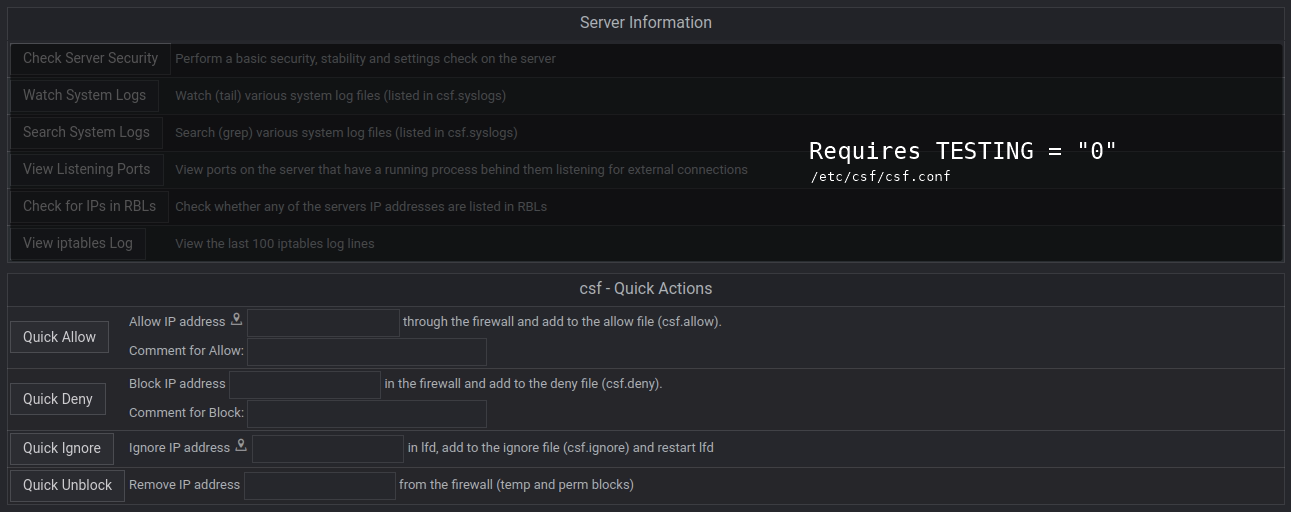 Server Information
Check Server Security Perform a basic security, stability and settings check on the server
Watch System Logs Watch (tail) various system log files (listed in csf.syslogs)
Search System Logs Search (grep) various system log files (listed in csf.syslogs)
Requires TESTING = "0"
View Listening Ports View ports on the server that have a running process behind them listening for external connections
/etc/csf/csf.conf
Check for IPs in RBLs Check whether any of the servers IP addresses are listed in RBLs
View iptables Log View the last 100 iptables log lines
csf - Quick Actions
Allow IP address through the firewall and add to the allow file (csf.allow).
Quick Allow
Comment for Allow:
Block IP address in the firewall and add to the deny file (csf.deny).
Quick Deny
Comment for Block:
Quick Ignore Ignore IP address in lfd, add to the ignore file (csf.ignore) and restart lfd
Quick Unblock Remove IP address from the firewall (temp and perm blocks)